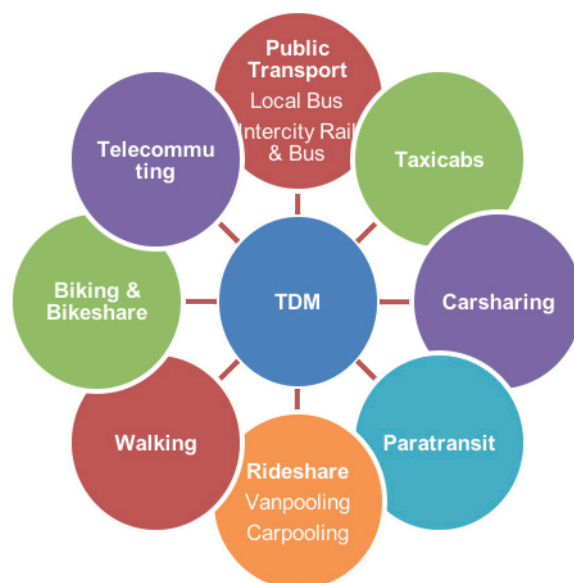 Public
Transport
Local Bus
Intercity Rail
& Bus
Taxicabs
Carsharing
Paratransit
Rideshare
Vanpooling
Carpooling
Walking
Biking &
Bikeshare
Telecommu
ting
TDM